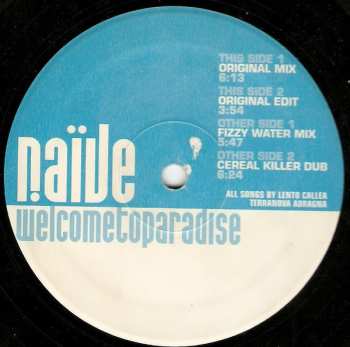 THIS SIDE 1
ORIGINAL MIX
6:13
THIS SIDE 2
ORIGINAL EDIT
3:54
OTHER SIDE 1
FIZZY WATER MIX
5:47
OTHER SIDE 2
CEREAL KILLER DUB
6:24
ALL SONGS BY LENTO CALLEA
TERRANOVA ADRAGNA
naïve
welcometoparadise